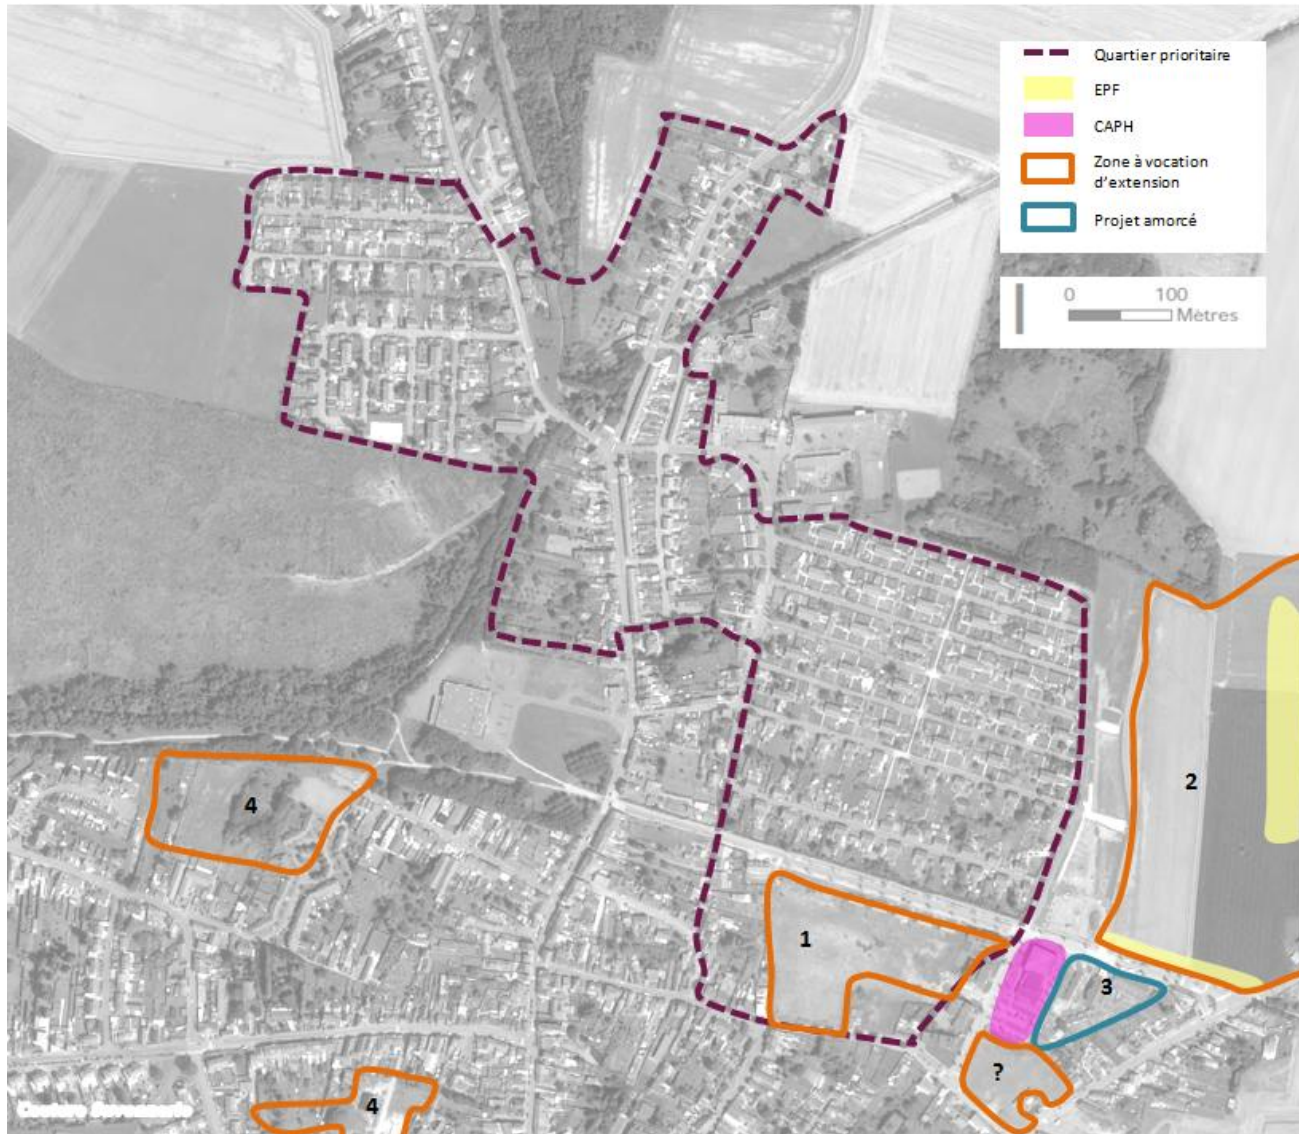 Quartier prioritaire
EPF
CAPH
Zone à vocation
d'extension
Projet amorcé
0 100
Mètres
2
4
1
3
?
4